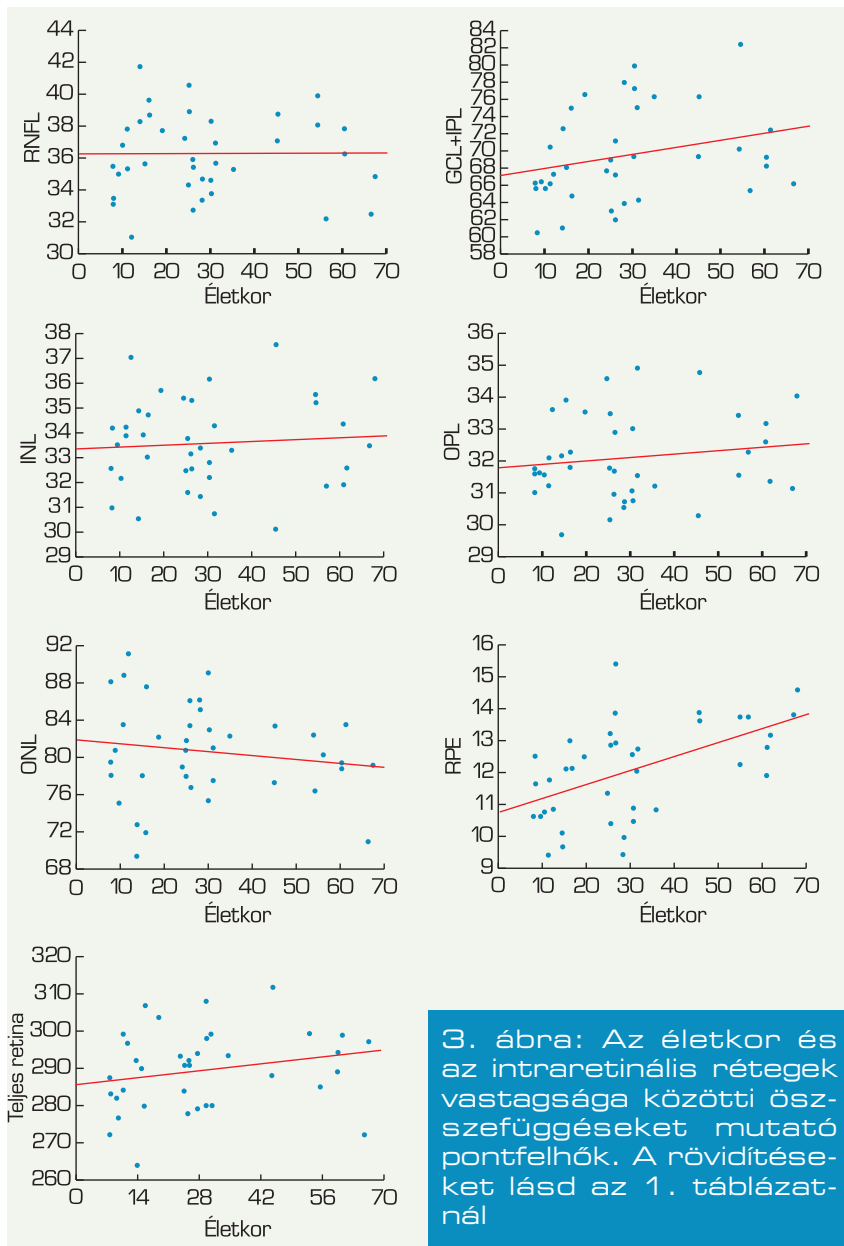 44
42
40
38
36
34
32
30
RNFL
0 10 20 30 40 50 60 70
Életkor
84
82
80
78
76
74
72
70
68
66
64
62
60
58
GCL+IPL
0 10 20 30 40 50 60 70
Életkor
38
37
36
35
34
33
32
31
30
29
INL
0 10 20 30 40 50 60 70
Életkor
36
35
34
33
32
31
29
OPL
0 10 20 30 40 50 60 70
Életkor
92
84
80
76
72
68
ONL
0 10 20 30 40 50 60 70
Életkor
16
15
14
13
12
11
10
9
RPE
0 10 20 30 40 50 60 70
Életkor
320
310
300
290
280
270
260
Teljes retina
0 14 28 42 56 70
Életkor
3. ábra: Az életkor és
az intraretinális rétegek
vastagsága közötti ösz-
szefüggéseket mutató
pontfelhők. A rövidítése-
ket lásd az 1. táblázat-
nál